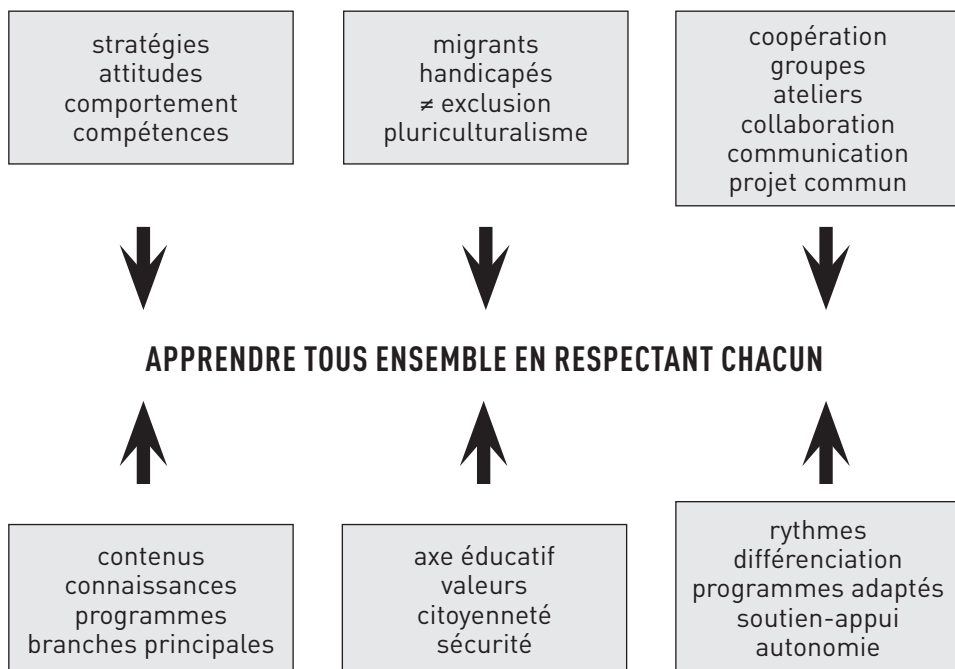 stratégies
attitudes
comportement
compétences
migrants
handicapés
≠ exclusion
pluriculturalisme
coopération
groupes
ateliers
collaboration
communication
projet commun
APPRENDRE TOUS ENSEMBLE EN RESPECTANT CHACUN
contenus
connaissances
programmes
branches principales
axe éducatif
valeurs
citoyenneté
sécurité
rythmes
différenciation
programmes adaptés
soutien-appui
autonomie